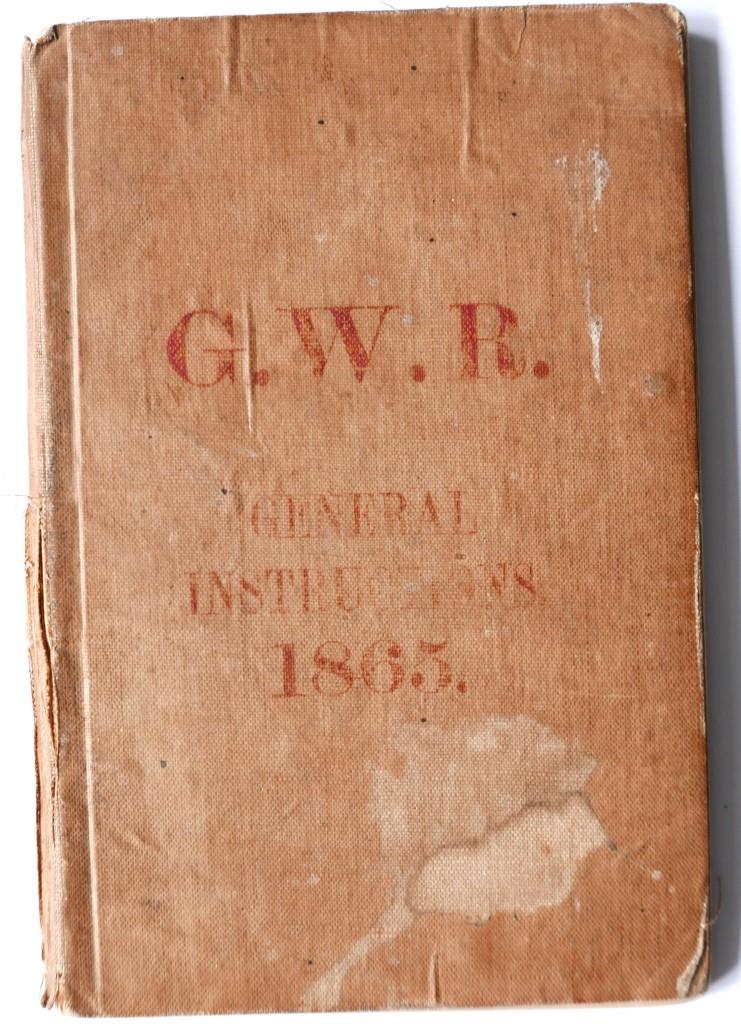 G.W.R.
GENERAL
INSTRUCTIONS
1865.